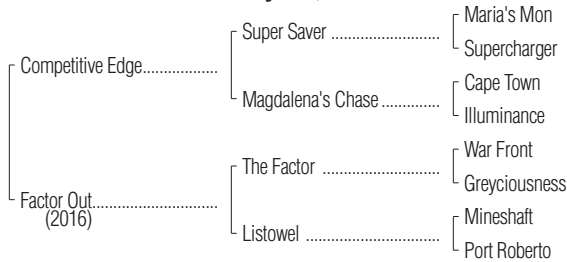 Maria's Mon
Super Saver ....................
Supercharger
Competitive Edge..................
Cape Town
Magdalena's Chase ..............
Illuminance
War Front
The Factor ......................
Greyciousness
Factor Out..............................
(2016)
Mineshaft
Listowel ..........................
Port Roberto